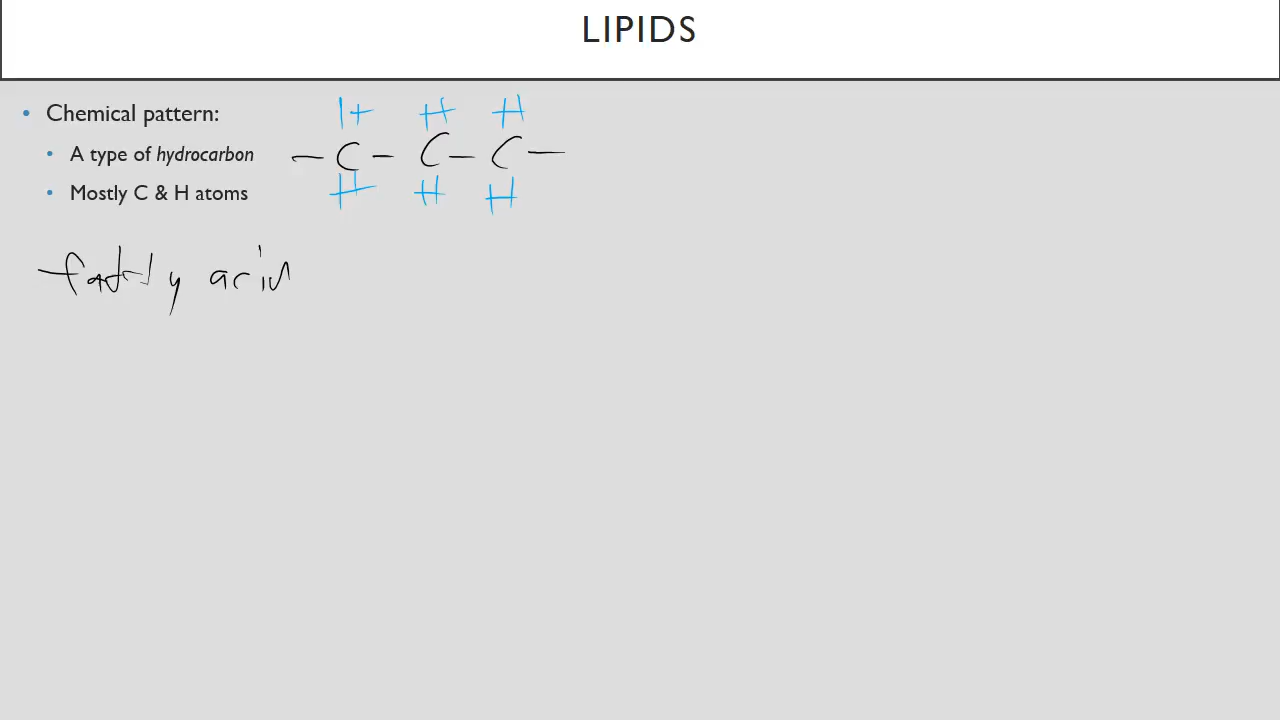 LIPIDS
• Chemical pattern:
• A type of hydrocarbon
• Mostly C & H atoms
H H H
— C — C — C —
H H H
fatty acid